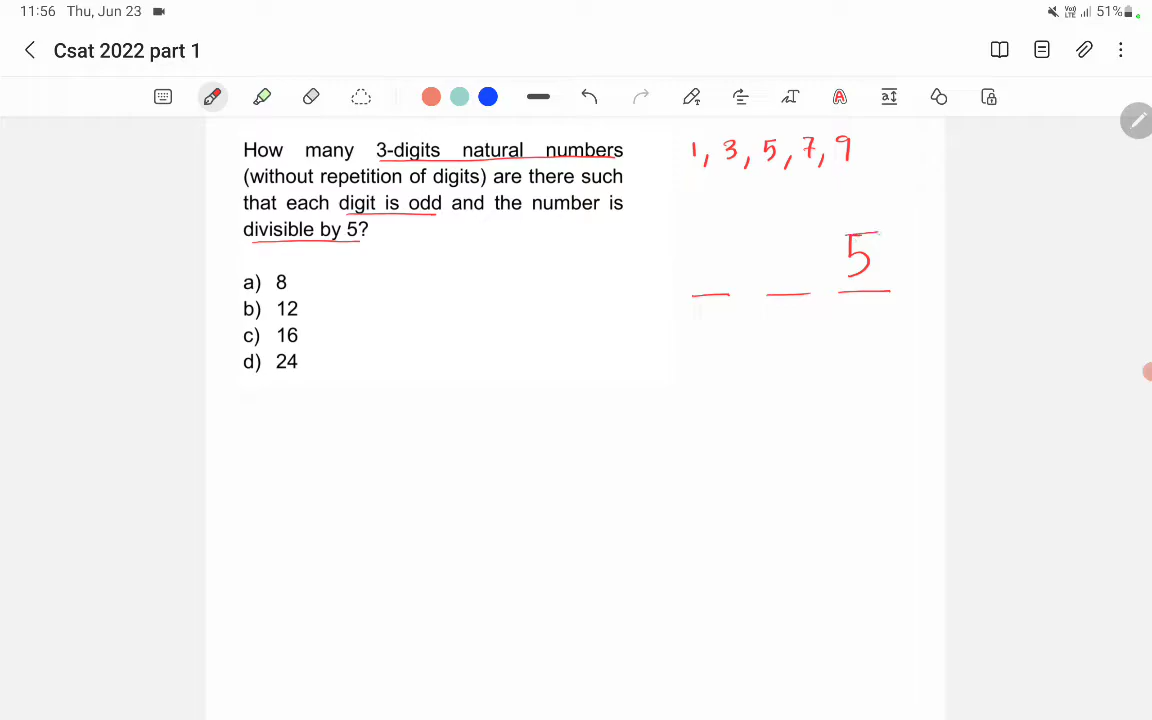 11:56 Thu, Jun 23 51%
Csat 2022 part 1
How many 3-digits natural numbers
(without repetition of digits) are there such
that each digit is odd and the number is
divisible by 5?
a) 8
b) 12
c) 16
d) 24
1, 3, 5, 7, 9
5